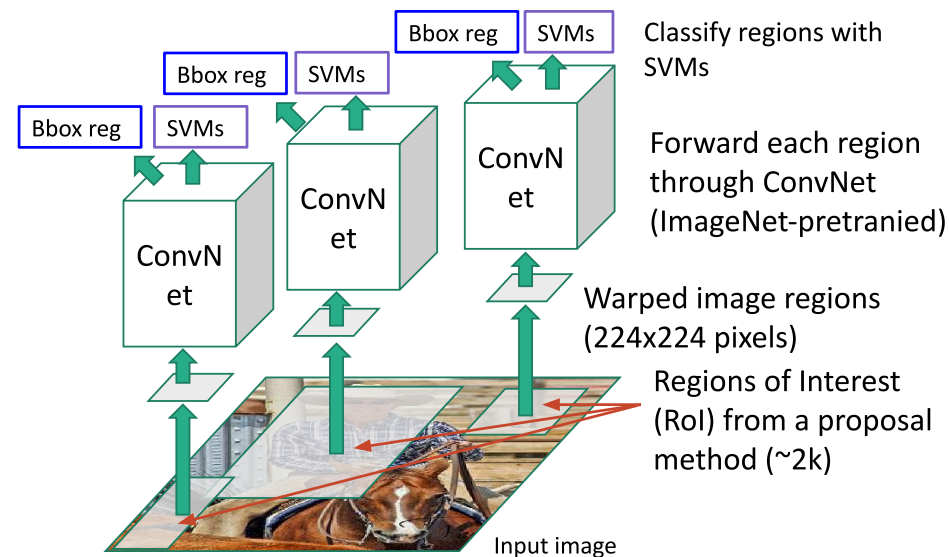 Bbox reg
SVMs
Classify regions with
SVMs
Bbox reg
SVMs
Bbox reg
SVMs
ConvN
et
Forward each region
through ConvNet
(ImageNet-pretranied)
ConvN
et
ConvN
et
Warped image regions
(224x224 pixels)
Regions of Interest
(RoI) from a proposal
method (~2k)
Input image